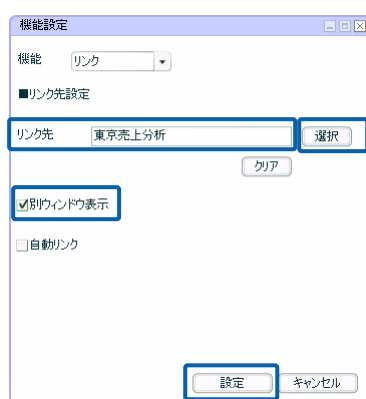 機能設定
機能 リンク
■リンク先設定
リンク先 東京売上分析 選択
クリア
別ウィンドウ表示
自動リンク
設定 キャンセル